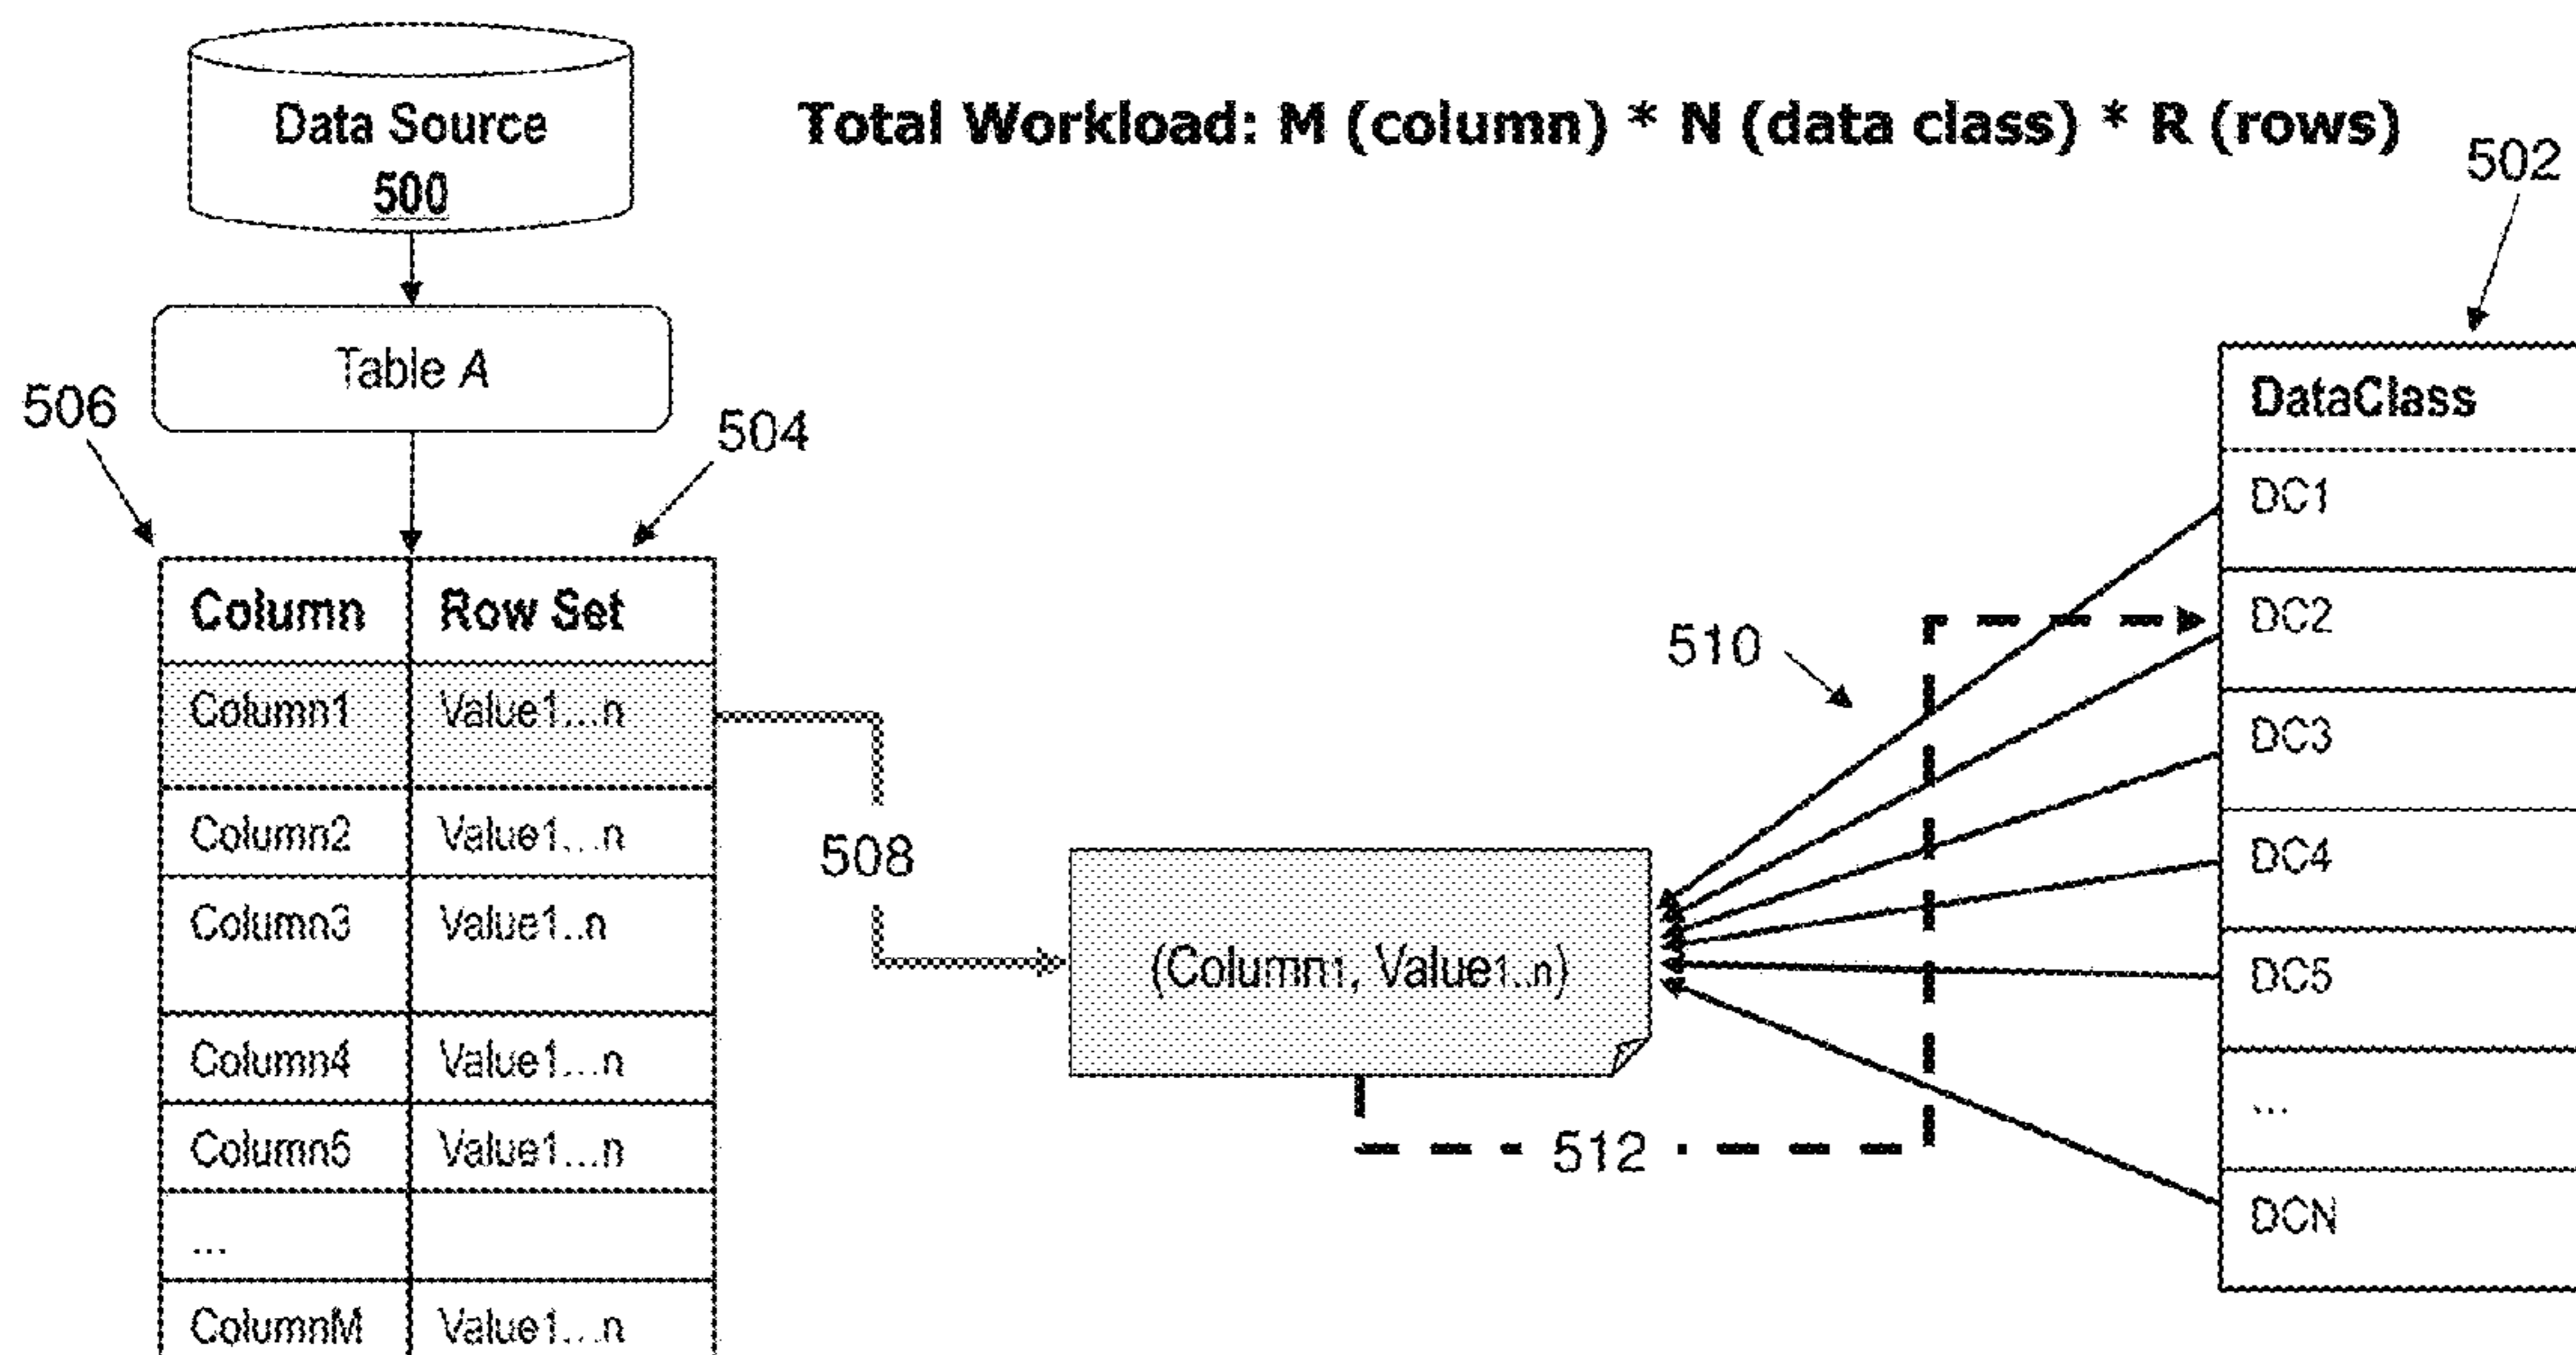 Data Source
500
Total Workload: M (column) * N (data class) * R (rows)
502
Table A
506
504
Column Row Set
Column1 Value1...n
Column2 Value1...n
Column3 Value1..n
Column4 Value1...n
Column5 Value1...n
...
ColumnM Value1...n
508
(Column1, Value1..n)
510
512
DataClass
DC1
DC2
DC3
DC4
DC5
...
DCN